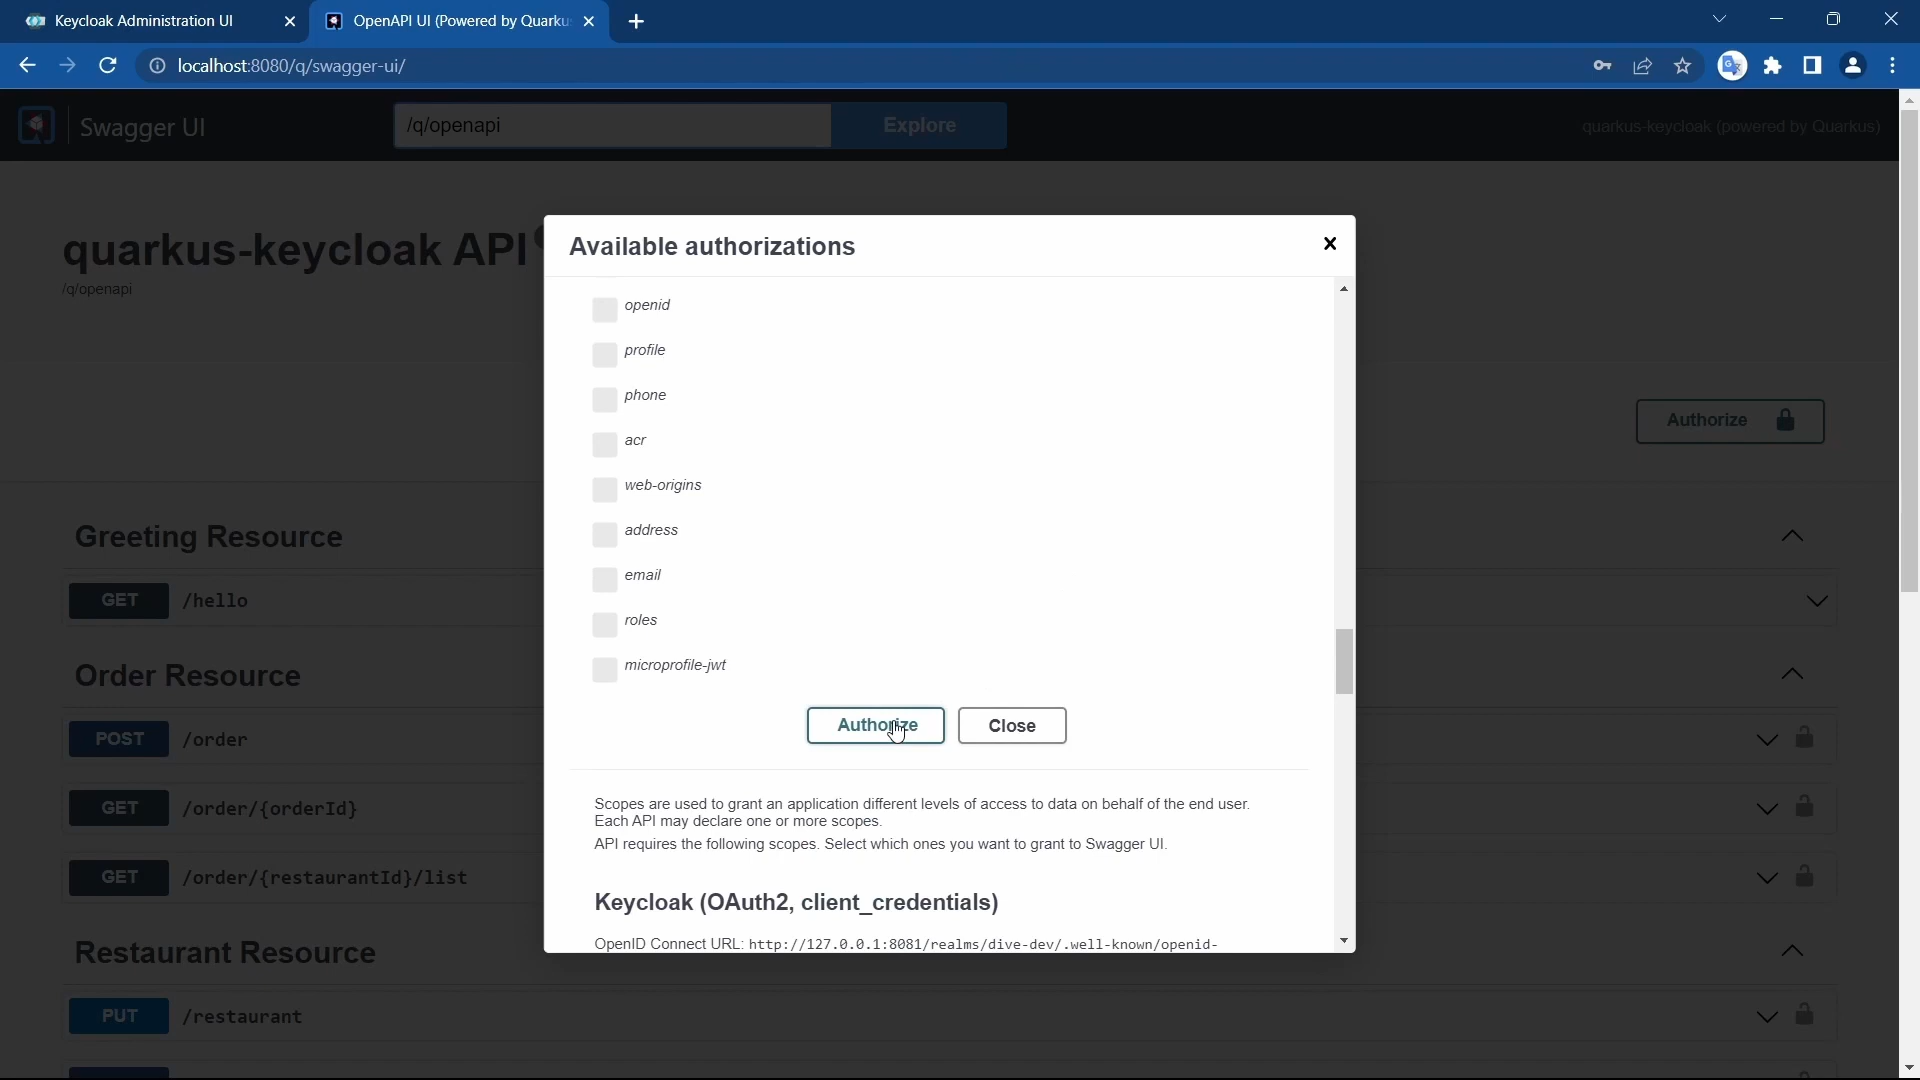 Keycloak Administration UI
OpenAPI UI (Powered by Quarku
localhost:8080/q/swagger-ui/
Swagger UI
/q/openapi
Explore
quarkus-keycloak (powered by Quarkus)
quarkus-keycloak API
/q/openapi
Authorize
Available authorizations
openid
profile
phone
acr
web-origins
address
email
roles
microprofile-jwt
Authorize
Close
Scopes are used to grant an application different levels of access to data on behalf of the end user.
Each API may declare one or more scopes.
API requires the following scopes. Select which ones you want to grant to Swagger UI.
Keycloak (OAuth2, client_credentials)
OpenID Connect URL: http://127.0.0.1:8081/realms/dive-dev/.well-known/openid-
Greeting Resource
GET /hello
Order Resource
POST /order
GET /order/{orderId}
GET /order/{restaurantId}/list
Restaurant Resource
PUT /restaurant